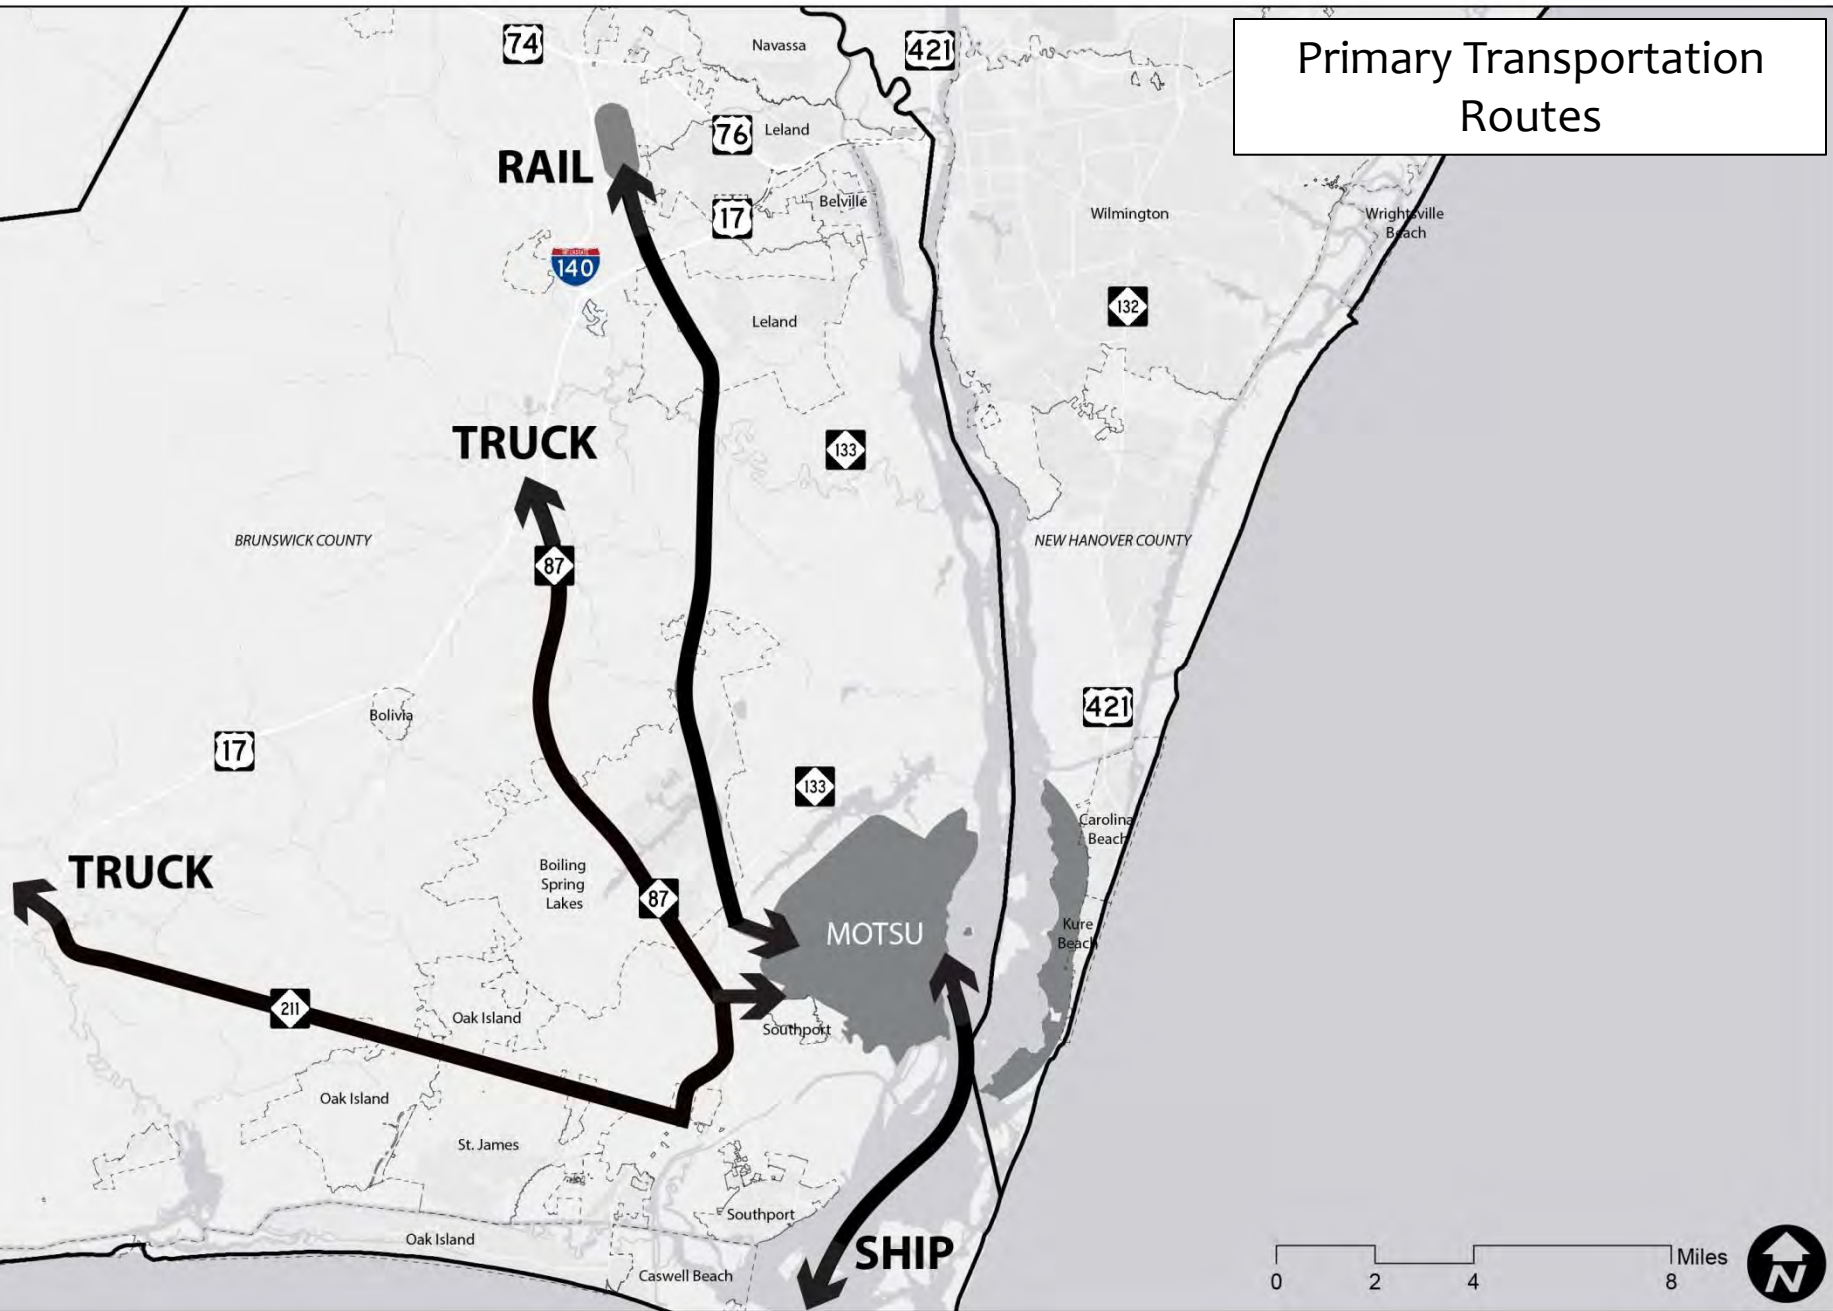 Primary Transportation
Routes
74
Navassa
421
76
Leland
RAIL
17
Belville
Wilmington
Wrightsville
Beach
INTERSTATE
140
132
Leland
TRUCK
133
BRUNSWICK COUNTY
NEW HANOVER COUNTY
87
421
Bolivia
17
133
Carolina
Beach
TRUCK
Boiling
Spring
Lakes
87
MOTSU
Kure
Beach
211
Oak Island
Southport
Oak Island
St. James
Southport
Oak Island
SHIP
Caswell Beach
Miles
0 2 4 8
N